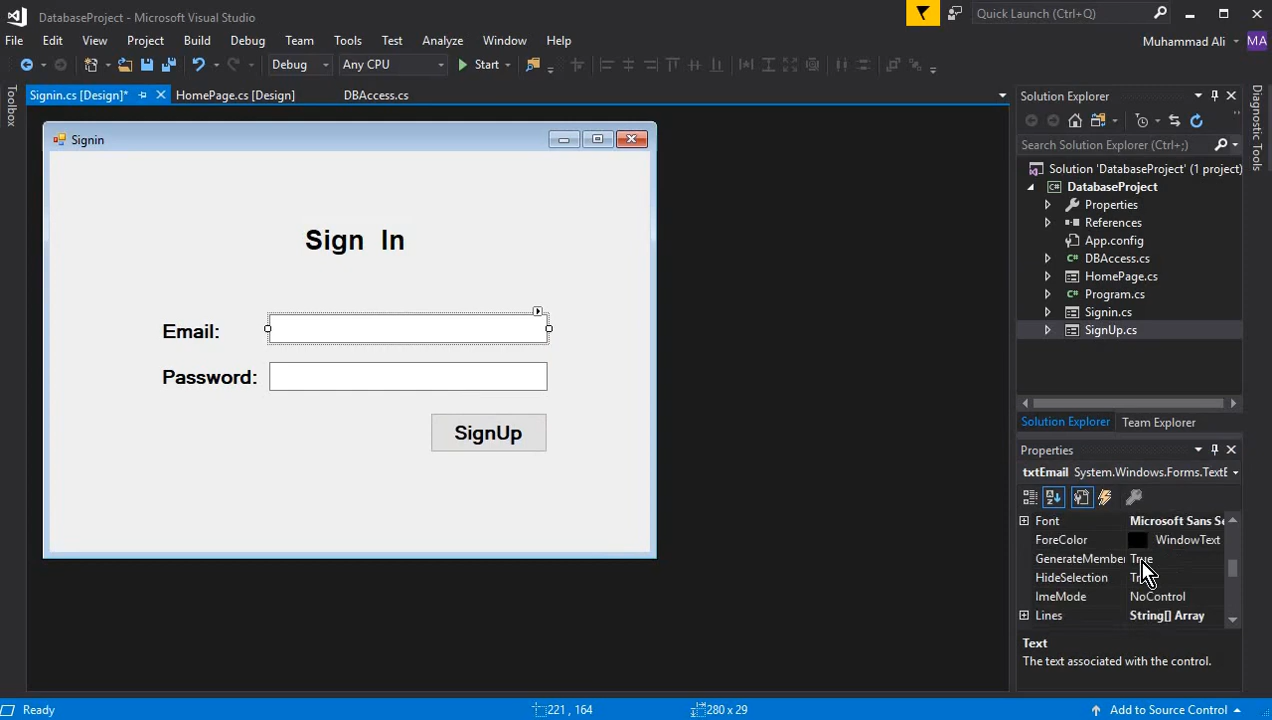 DatabaseProject - Microsoft Visual Studio
Quick Launch (Ctrl+Q)
File Edit View Project Build Debug Team Tools Test Analyze Window Help
Muhammad Ali MA
Debug Any CPU Start
Toolbox
Signin.cs [Design]* HomePage.cs [Design] DBAccess.cs
Signin
Sign In
Email:
Password:
SignUp
Solution Explorer
Search Solution Explorer (Ctrl+;)
Solution 'DatabaseProject' (1 project)
DatabaseProject
Properties
References
App.config
DBAccess.cs
HomePage.cs
Program.cs
Signin.cs
SignUp.cs
Solution Explorer Team Explorer
Diagnostic Tools
Properties
txtEmail System.Windows.Forms.TextE
Font Microsoft Sans Se
ForeColor WindowText
GenerateMember True
HideSelection
ImeMode NoControl
Lines String[] Array
Text
The text associated with the control.
Ready 221 , 164 280 x 29 Add to Source Control